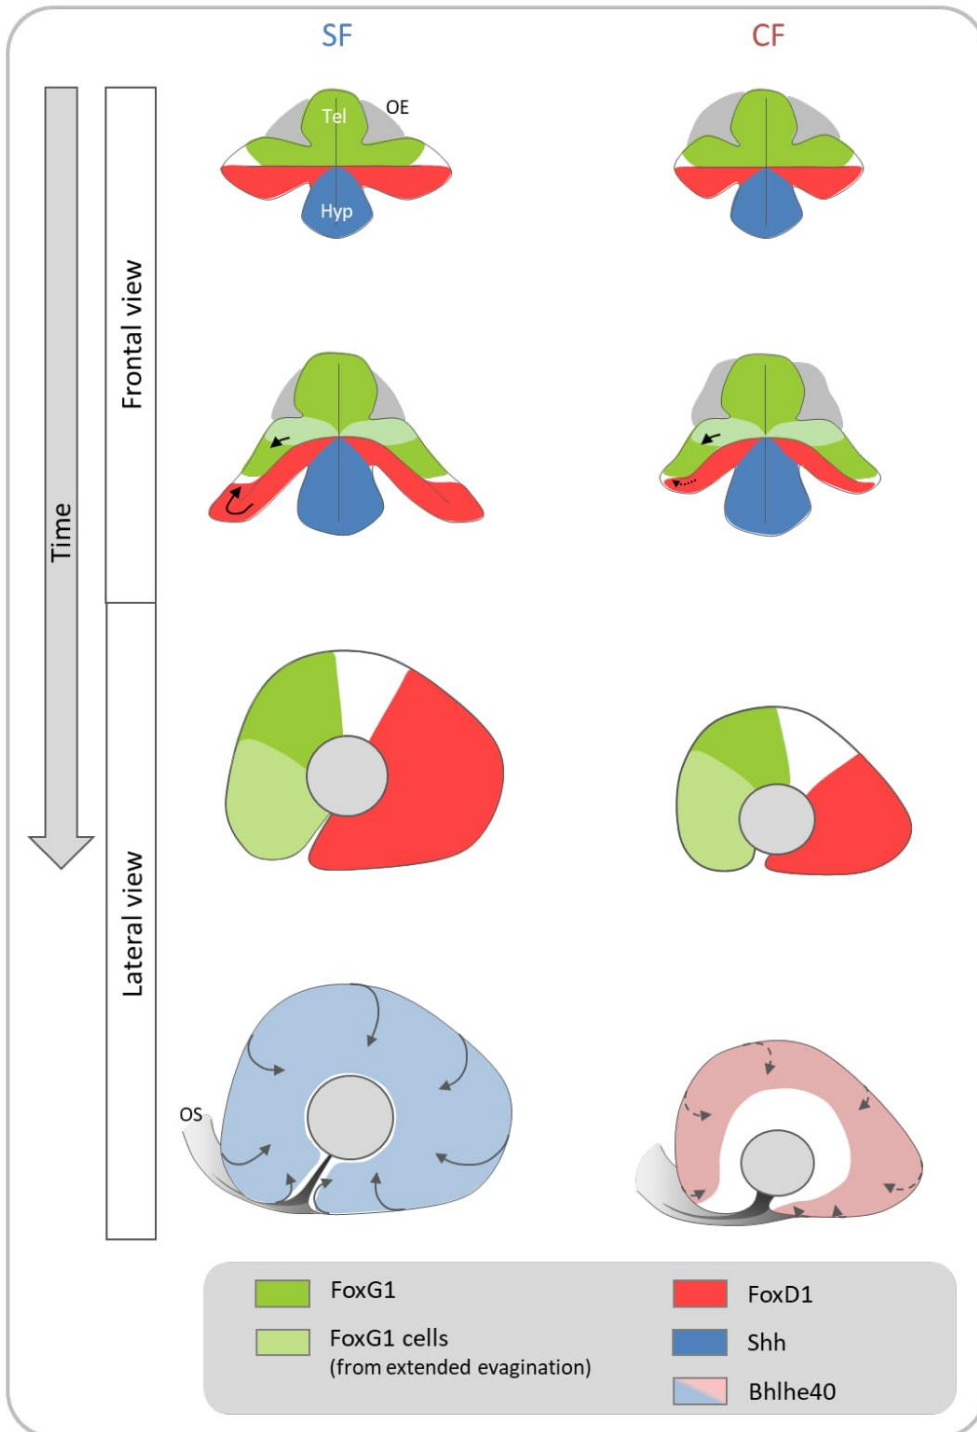 SF
CF
Tel
OE
Hyp
Frontal view
Time
Lateral view
OS
FoxG1
FoxG1 cells
(from extended evagination)
FoxD1
Shh
Bhlhe40